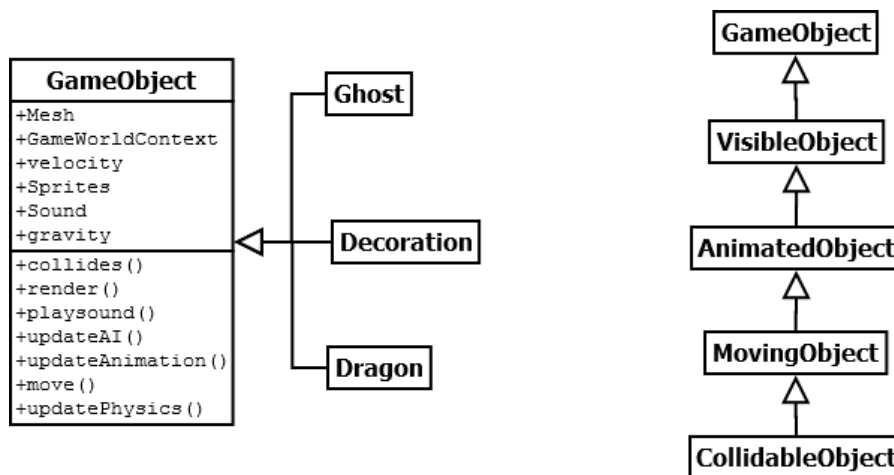 GameObject
+Mesh
+GameWorldContext
+velocity
+Sprites
+Sound
+gravity
+collides()
+render()
+playsound()
+updateAI()
+updateAnimation()
+move()
+updatePhysics()
Ghost
Decoration
Dragon
GameObject
VisibleObject
AnimatedObject
MovingObject
CollidableObject